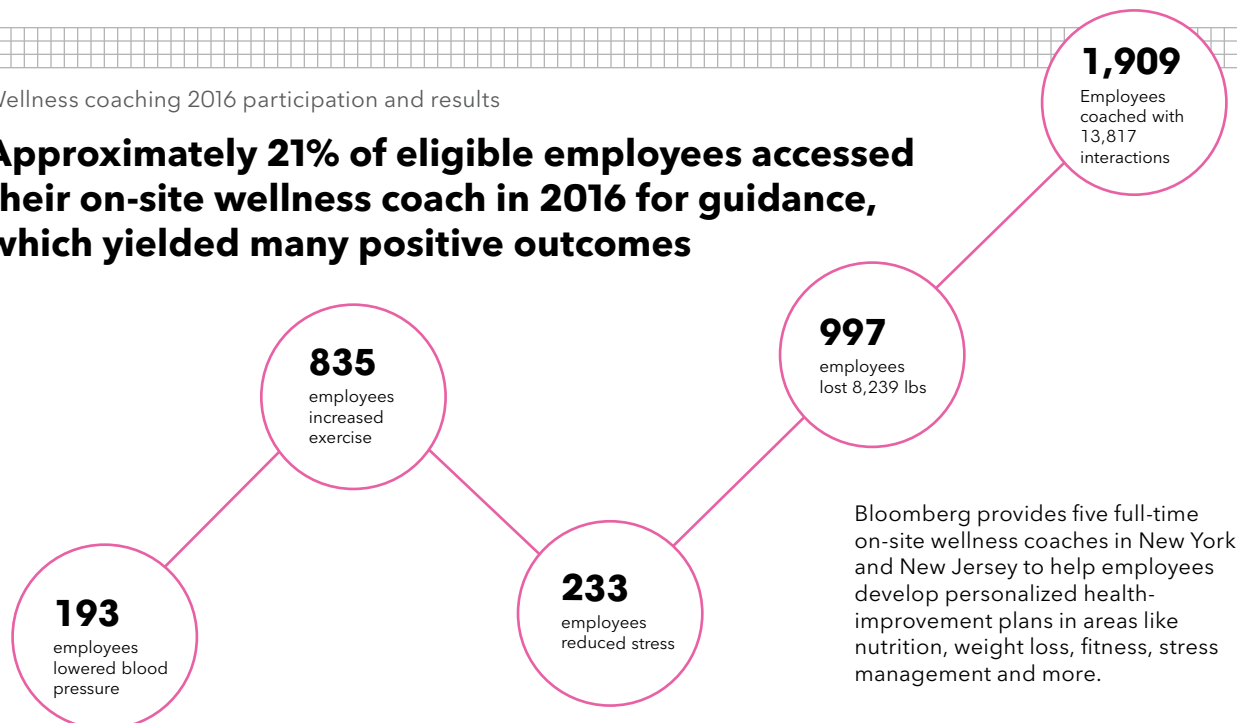 Wellness coaching 2016 participation and results
Approximately 21% of eligible employees accessed
their on-site wellness coach in 2016 for guidance,
which yielded many positive outcomes
1,909
Employees
coached with
13,817
interactions
997
employees
lost 8,239 lbs
835
employees
increased
exercise
233
employees
reduced stress
193
employees
lowered blood
pressure
Bloomberg provides five full-time
on-site wellness coaches in New York
and New Jersey to help employees
develop personalized health-
improvement plans in areas like
nutrition, weight loss, fitness, stress
management and more.